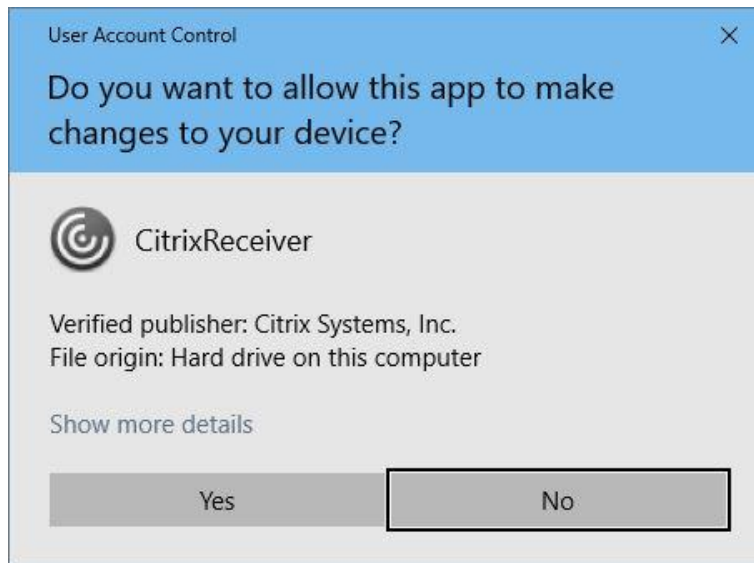 User Account Control
Do you want to allow this app to make
changes to your device?
CitrixReceiver
Verified publisher: Citrix Systems, Inc.
File origin: Hard drive on this computer
Show more details
Yes
No